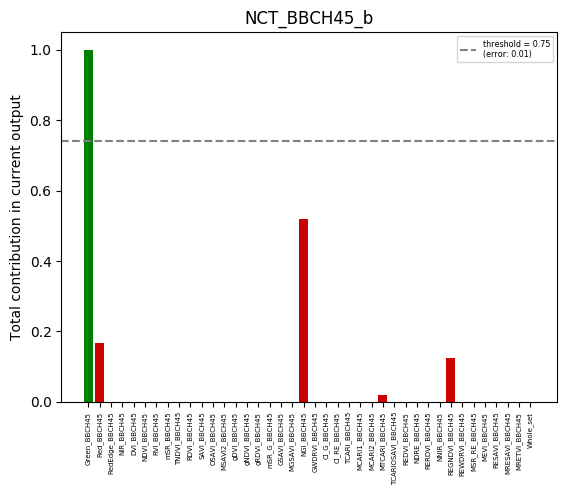 NCT_BBCH45_b
threshold = 0.75
(error: 0.01)
Total contribution in current output
1.0
0.8
0.6
0.4
0.2
0.0
Green_BBCH45
Red_BBCH45
RedEdge_BBCH45
NIR_BBCH45
DVI_BBCH45
NDVI_BBCH45
RVI_BBCH45
mSR_BBCH45
TNDVI_BBCH45
RDVI_BBCH45
SAVI_BBCH45
OSAVI_BBCH45
MSAVI2_BBCH45
gDVI_BBCH45
gNDVI_BBCH45
gRDVI_BBCH45
mSR_G_BBCH45
GSAVI_BBCH45
MGSAVI_BBCH45
NGI_BBCH45
GWDRVI_BBCH45
CI_G_BBCH45
CI_RE_BBCH45
TCARI_BBCH45
MCARI1_BBCH45
MCARI2_BBCH45
MTCARI_BBCH45
TCARIOSAVI_BBCH45
REDVI_BBCH45
NDRE_BBCH45
RERDVI_BBCH45
NNIR_BBCH45
REGNDVI_BBCH45
REWDRVI_BBCH45
MSR_RE_BBCH45
MEVI_BBCH45
RESAVI_BBCH45
MRESAVI_BBCH45
MRETVI_BBCH45
whole_set